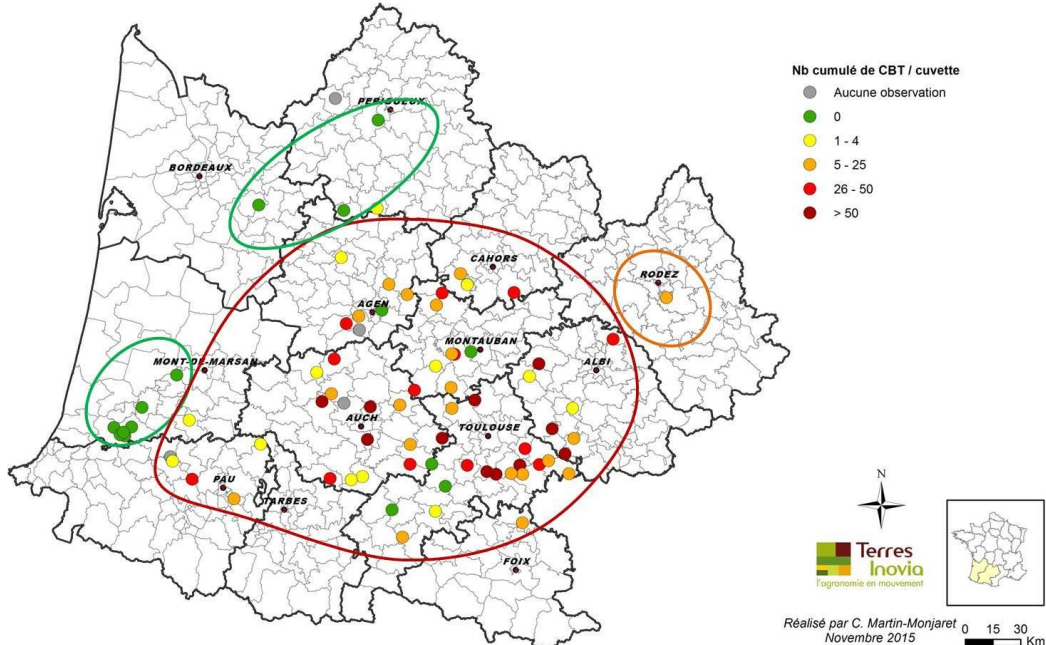 PERIGUEUX
BORDEAUX
CAHORS
RODEZ
AGEN
MONTAUBAN
MONT-DE-MARSAN
ALBI
AUCH
TOULOUSE
PAU
TARBES
FOIX
Nb cumulé de CBT / cuvette
Aucune observation
0
1 - 4
5 - 25
26 - 50
> 50
N
Terres
Inovia
l'agronomie en mouvement
Réalisé par C. Martin-Monjaret
Novembre 2015
0 15 30
Km